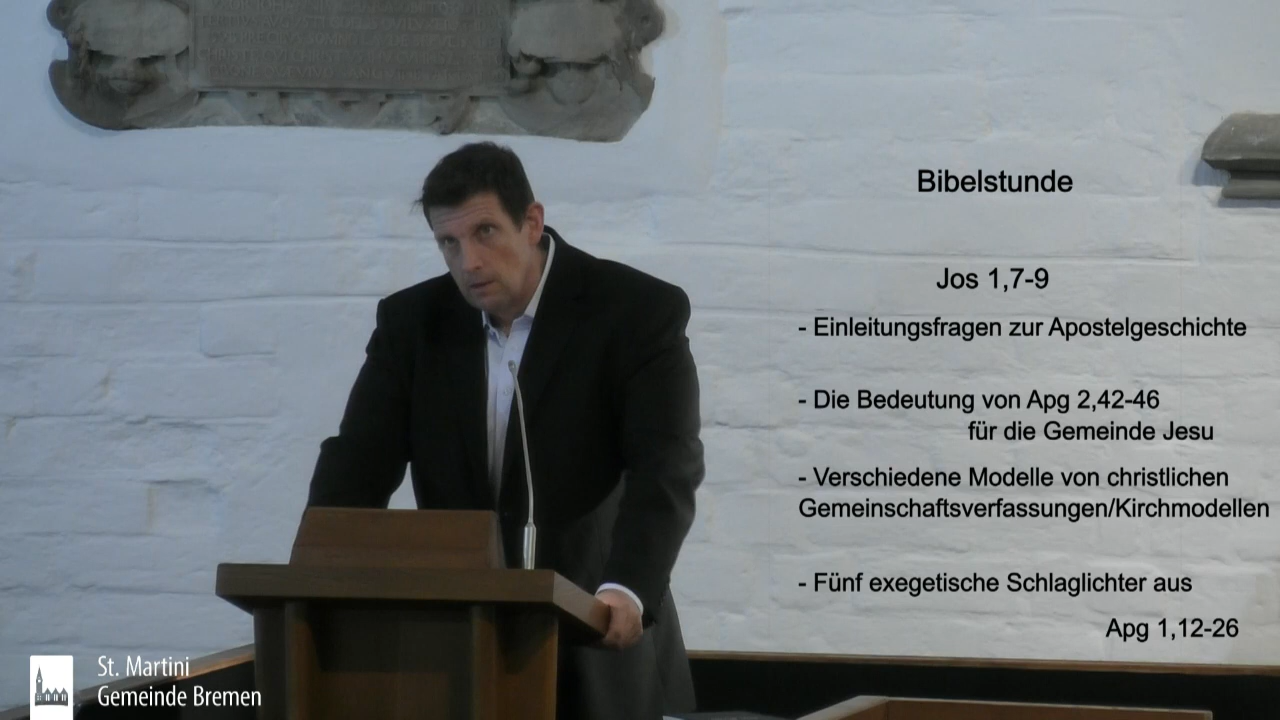 Bibelstunde
Jos 1,7-9
- Einleitungsfragen zur Apostelgeschichte
- Die Bedeutung von Apg 2,42-46
für die Gemeinde Jesu
- Verschiedene Modelle von christlichen
Gemeinschaftsverfassungen/Kirchmodellen
- Fünf exegetische Schlaglichter aus
Apg 1,12-26
St. Martini
Gemeinde Bremen